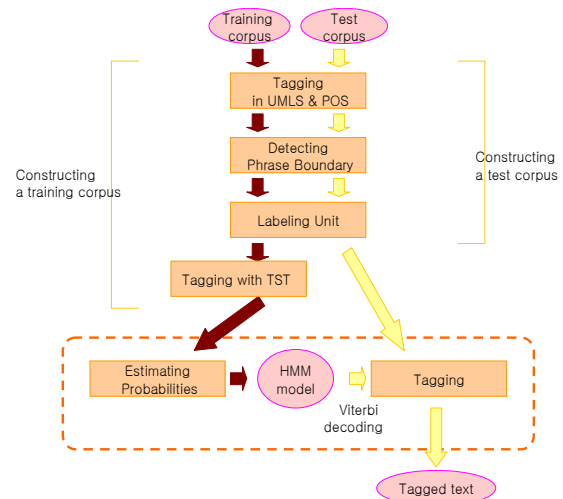 Training
corpus
Test
corpus
Tagging
in UMLS & POS
Detecting
Phrase Boundary
Constructing
a training corpus
Constructing
a test corpus
Labeling Unit
Tagging with TST
Estimating
Probabilities
HMM
model
Tagging
Viterbi
decoding
Tagged text